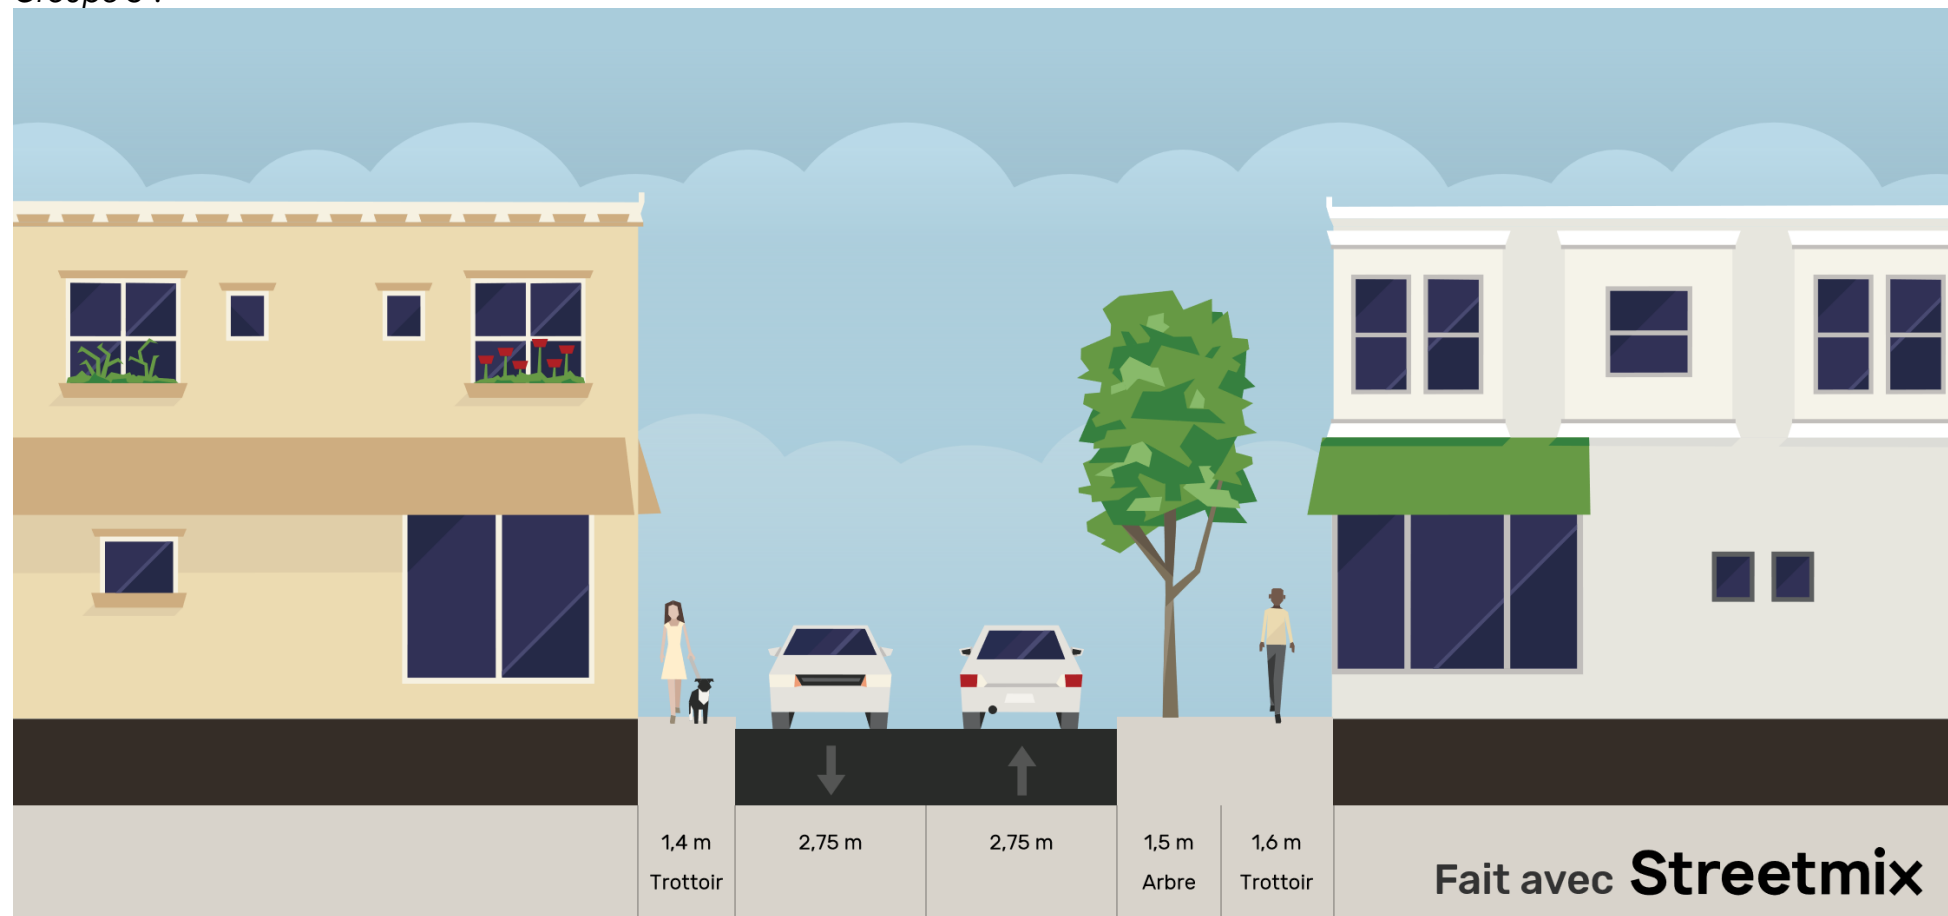 1,4 m
Trottoir
2,75 m
2,75 m
1,5 m
Arbre
1,6 m
Trottoir
Fait avec Streetmix